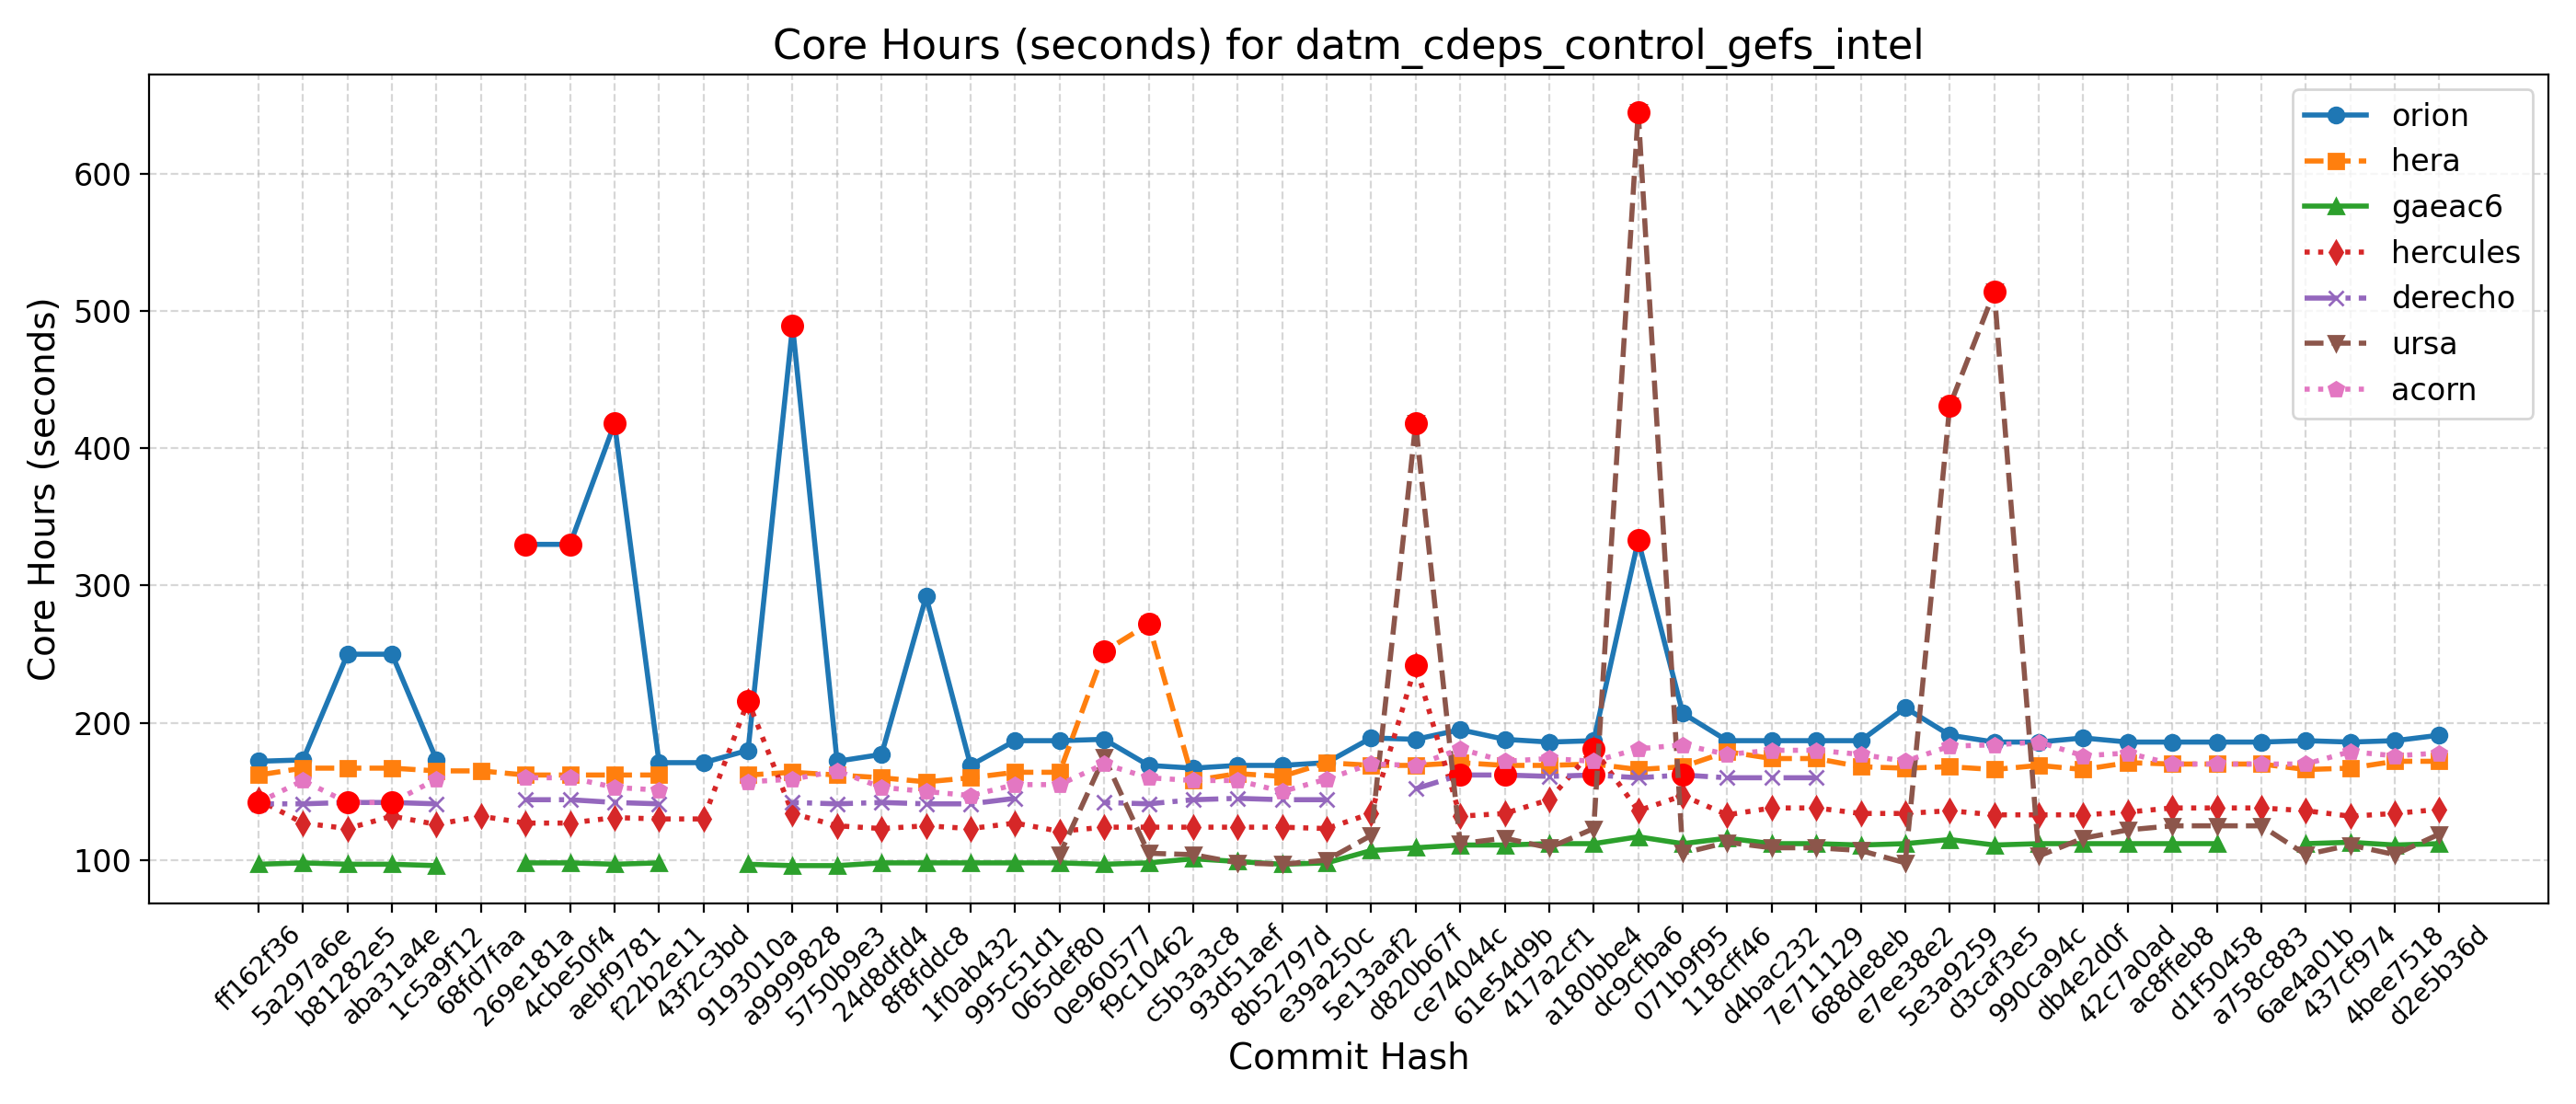 Core Hours (seconds) for datm_cdeps_control_gefs_intel
Core Hours (seconds)
600
500
400
300
200
100
orion
hera
gaeac6
hercules
derecho
ursa
acorn
ff162f36
5a297a6e
b81282e5
aba31a4e
1c5a9f12
68fd7faa
269e181a
4cbe50f4
aebf9781
f22b2e11
43f2c3bd
9193010a
a9999828
5750b9e3
24d8dfd4
8f8fddc8
1f0ab432
995c51d1
065def80
0e960577
f9c10462
c5b3a3c8
93d51aef
8b52797d
e39a250c
5e13aaf2
d820b67f
ce74044c
61e54d9b
417a2cf1
a180bbe4
dc9cfba6
071b9f95
118cff46
d4bac232
7e711129
688de8eb
e7ee38e2
5e3a9259
d3caf3e5
990ca94c
db4e2d0f
42c7a0ad
ac8ffeb8
d1f50458
a758c883
6ae4a01b
437cf974
4bee7518
d2e5b36d
Commit Hash